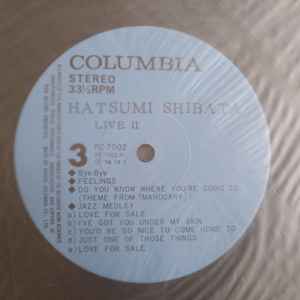 COLUMBIA
STEREO
33⅓RPM
HATSUMI SHIBATA
LIVE II
3
PZ-7002
Bye-Bye
FEELINGS
DO YOU KNOW WHERE YOU'RE GOING TO
(THEME FROM "MAHOGANY")
JAZZ MEDLEY
a)LOVE FOR SALE
b)I'VE GOT YOU UNDER MY SKIN
c)YOU'D BE SO NICE TO COME HOME TO
d)JUST ONE OF THOSE THINGS
e)LOVE FOR SALE